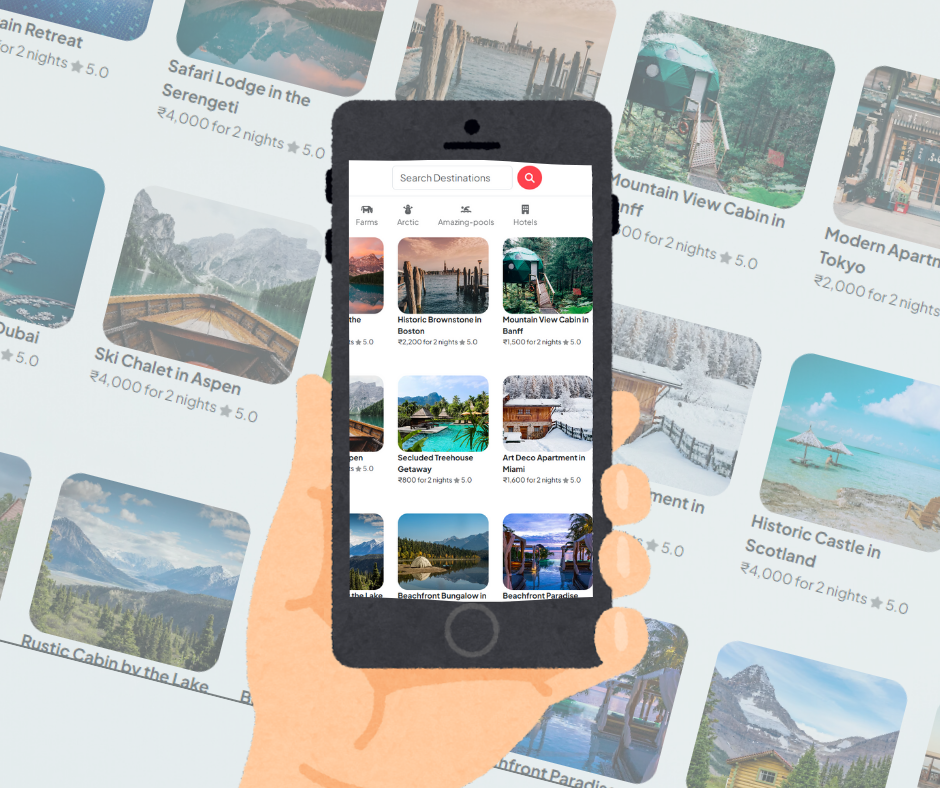 ain Retreat
for 2 nights ★ 5.0
Safari Lodge in the
Serengeti
₹4,000 for 2 nights ★ 5.0
Mountain View Cabin in
nff
00 for 2 nights ★ 5.0
Modern Apartm
Tokyo
₹2,000 for 2 nights
Dubai
★ 5.0
Ski Chalet in Aspen
₹4,000 for 2 nights ★ 5.0
Search Destinations
Farms Arctic Amazing-pools Hotels
the
s ★ 5.0
Historic Brownstone in
Boston
₹2,200 for 2 nights ★ 5.0
Mountain View Cabin in
Banff
₹1,500 for 2 nights ★ 5.0
pen
s ★ 5.0
Secluded Treehouse
Getaway
₹800 for 2 nights ★ 5.0
Art Deco Apartment in
Miami
₹1,600 for 2 nights ★ 5.0
the Lake
Beachfront Bungalow in
Beachfront Paradise
ment in
★ 5.0
Historic Castle in
Scotland
₹4,000 for 2 nights ★ 5.0
Rustic Cabin by the Lake
B
hfront Paradis